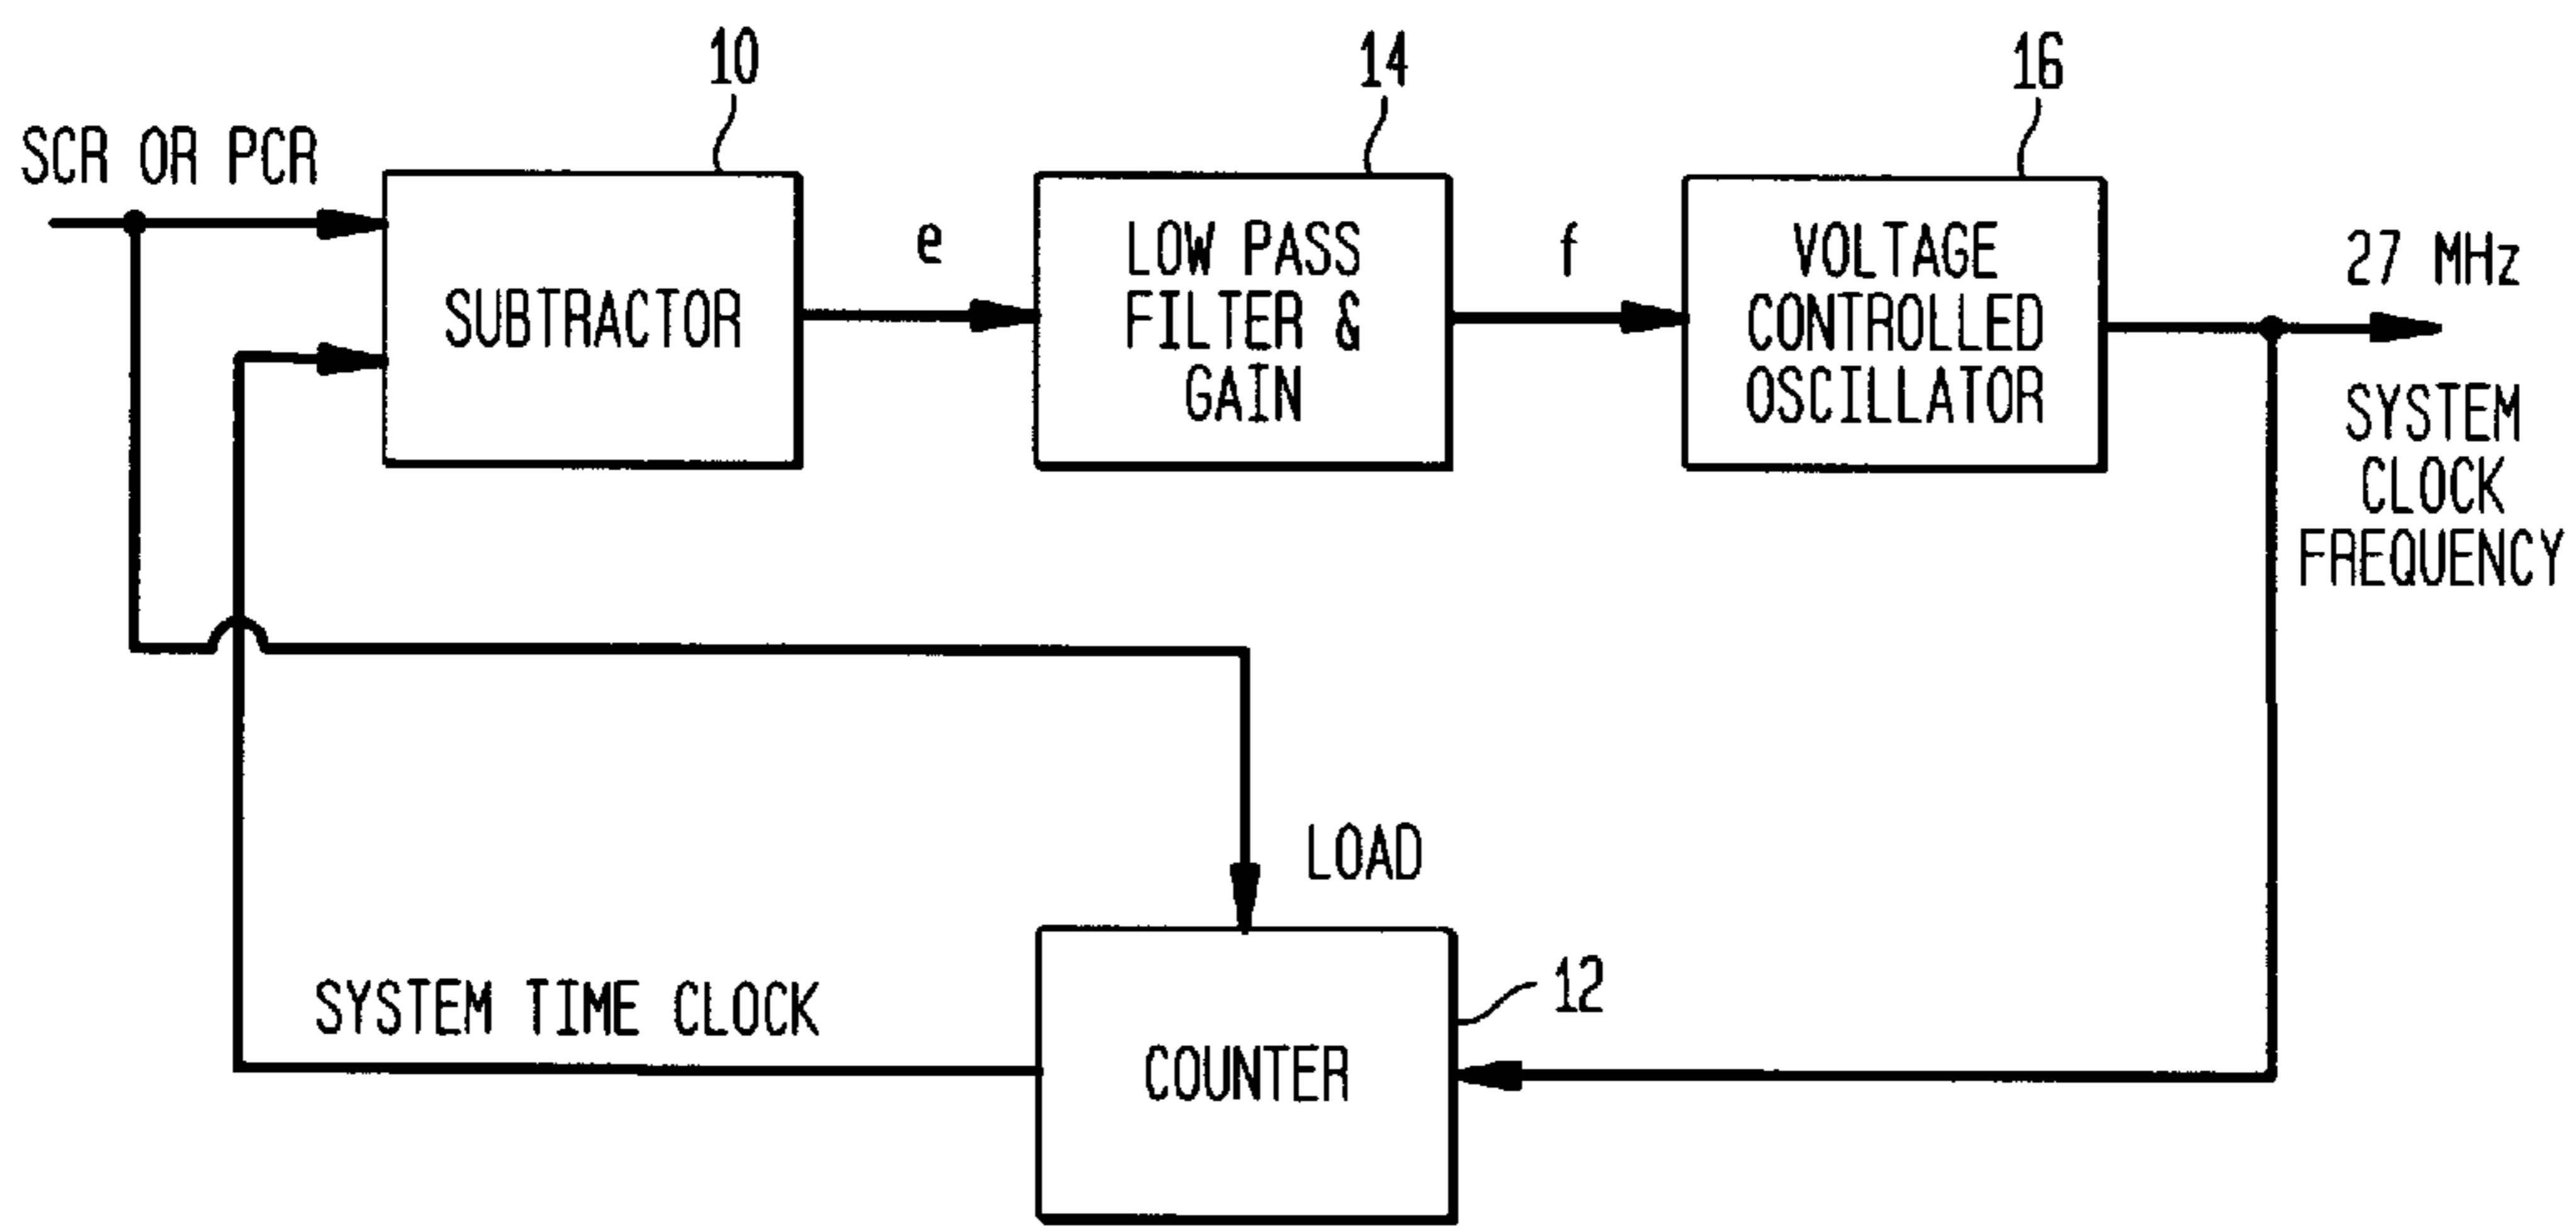 10
14
16
SCR OR PCR
SUBTRACTOR
e
LOW PASS
FILTER &
GAIN
f
VOLTAGE
CONTROLLED
OSCILLATOR
27 MHz
SYSTEM
CLOCK
FREQUENCY
LOAD
SYSTEM TIME CLOCK
12
COUNTER